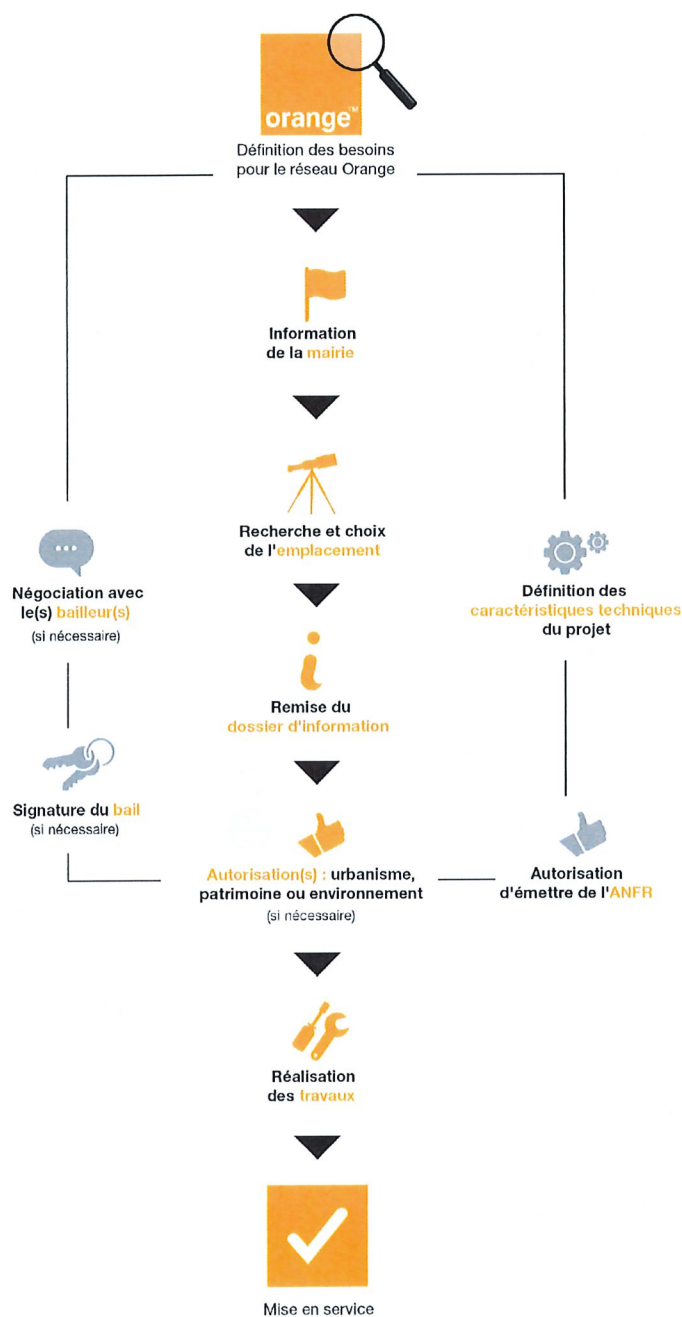 orange™
Définition des besoins
pour le réseau Orange
Information
de la mairie
Recherche et choix
de l'emplacement
Négociation avec
le(s) bailleur(s)
(si nécessaire)
Définition des
caractéristiques techniques
du projet
Remise du
dossier d'information
Signature du bail
(si nécessaire)
Autorisation(s) : urbanisme,
patrimoine ou environnement
(si nécessaire)
Autorisation
d'émettre de l'ANFR
Réalisation
des travaux
Mise en service